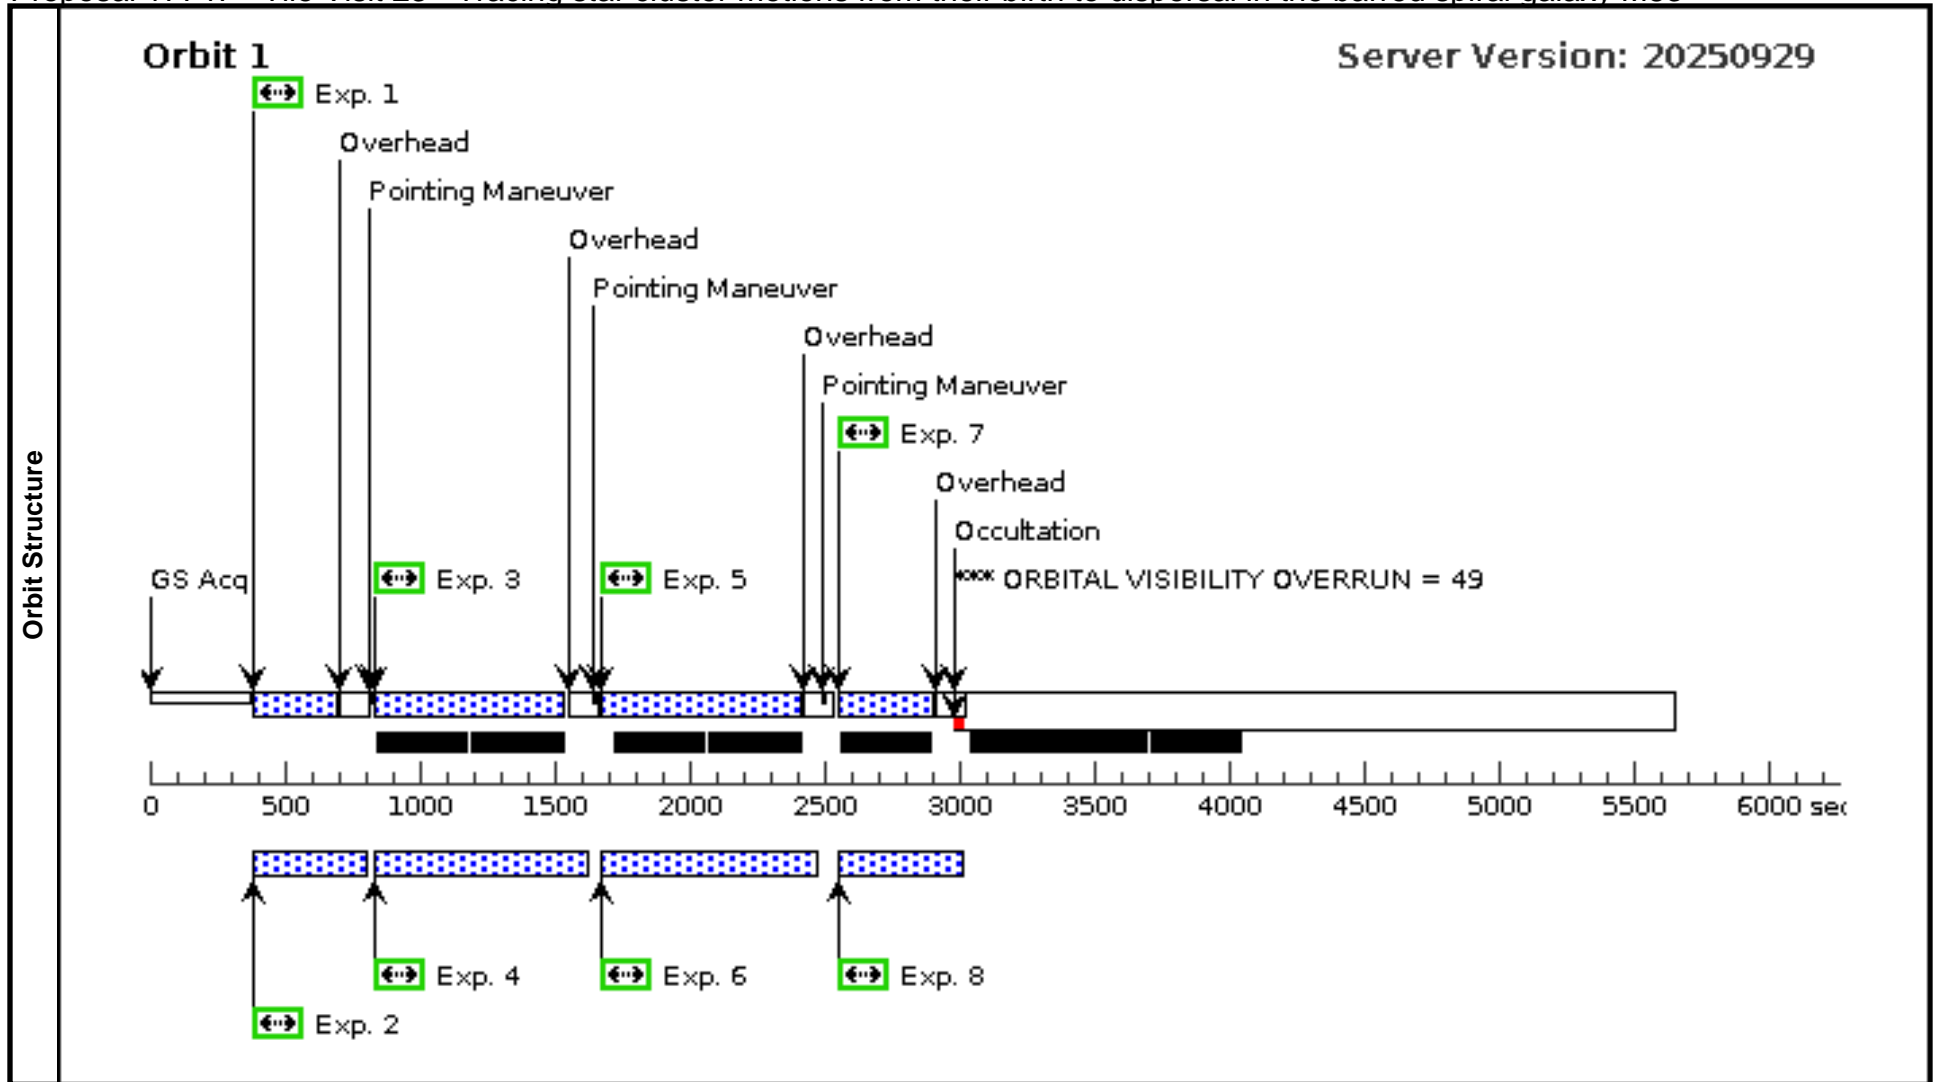 Orbit 1
Server Version: 20250929
Exp. 1
Overhead
Pointing Maneuver
Overhead
Pointing Maneuver
Overhead
Pointing Maneuver
Exp. 7
Overhead
Occultation
GS Acq
Exp. 3
Exp. 5
**** ORBITAL VISIBILITY OVERRUN = 49
Orbit Structure
0 500 1000 1500 2000 2500 3000 3500 4000 4500 5000 5500 6000
Exp. 4
Exp. 6
Exp. 8
Exp. 2